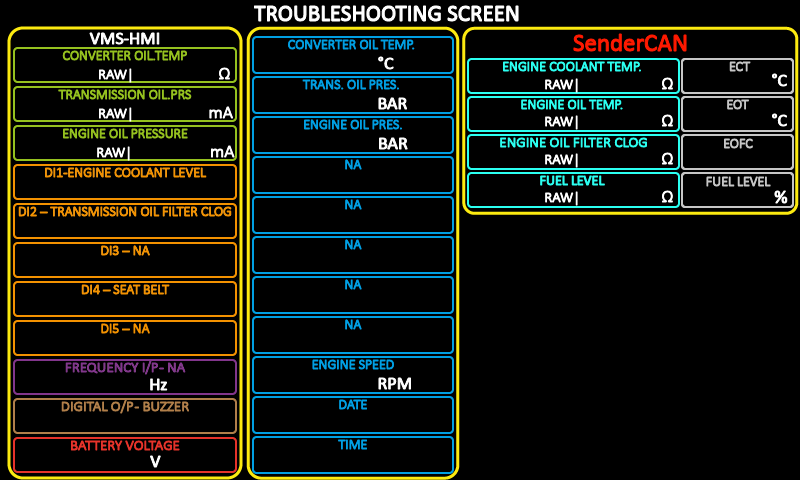 TROUBLESHOOTING SCREEN
VMS-HMI
CONVERTER OIL.TEMP
RAW| Ω
TRANSMISSION OIL.PRS
RAW| mA
ENGINE OIL PRESSURE
RAW| mA
DI1-ENGINE COOLANT LEVEL
DI2 – TRANSMISSION OIL FILTER CLOG
DI3 – NA
DI4 – SEAT BELT
DI5 – NA
FREQUENCY I/P- NA
Hz
DIGITAL O/P- BUZZER
BATTERY VOLTAGE
V
CONVERTER OIL TEMP.
°C
TRANS. OIL PRES.
BAR
ENGINE OIL PRES.
BAR
NA
NA
NA
NA
NA
ENGINE SPEED
RPM
DATE
TIME
SenderCAN
ENGINE COOLANT TEMP.
RAW| Ω
ECT
°C
ENGINE OIL TEMP.
RAW| Ω
EOT
°C
ENGINE OIL FILTER CLOG
RAW| Ω
EOFC
FUEL LEVEL
RAW| Ω
FUEL LEVEL
%